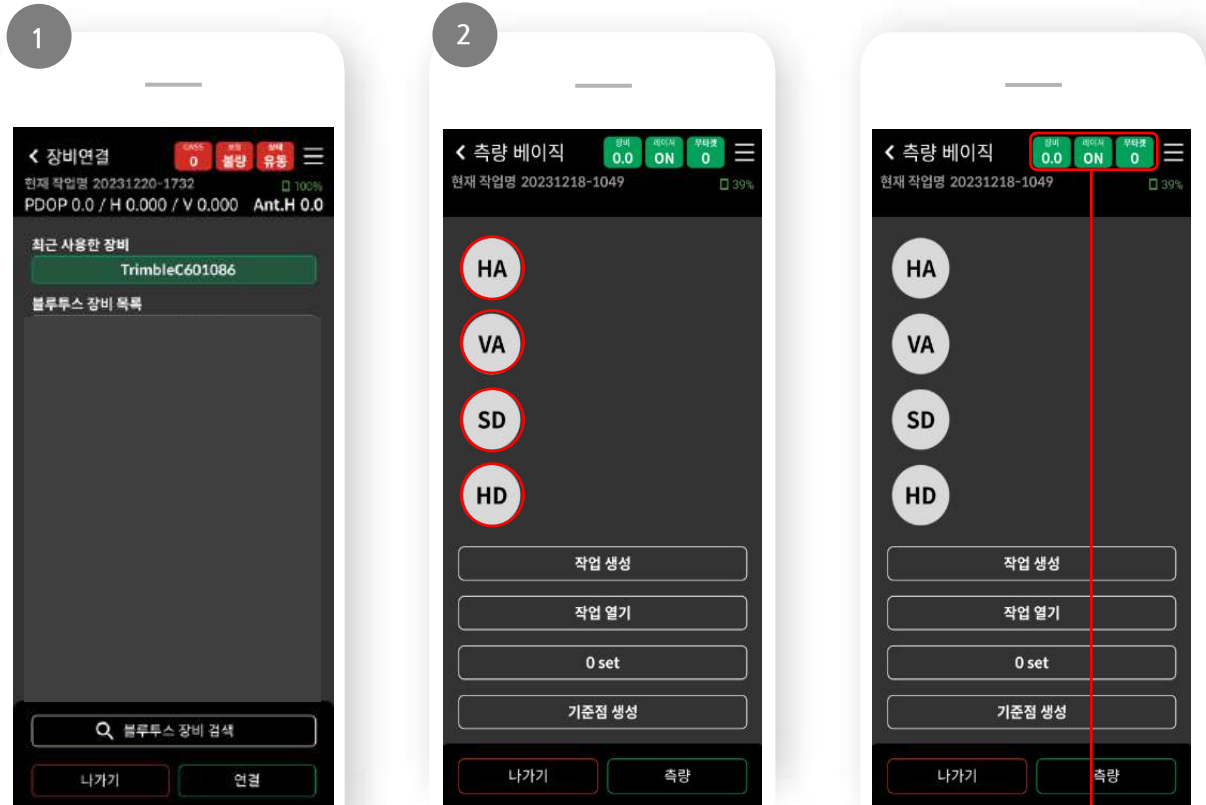 1
장비연결
GNSS 0
보정 불량
상태 유동
현재 작업명 20231220-1732
100%
PDOP 0.0 / H 0.000 / V 0.000 Ant.H 0.0
최근 사용한 장비
TrimbleC601086
블루투스 장비 목록
블루투스 장비 검색
나가기 연결
2
측량 베이직
장비 0.0
레이저 ON
무타겟 0
현재 작업명 20231218-1049
39%
HA
VA
SD
HD
작업 생성
작업 열기
0 set
기준점 생성
나가기 측량
측량 베이직
장비 0.0
레이저 ON
무타겟 0
현재 작업명 20231218-1049
39%
HA
VA
SD
HD
작업 생성
작업 열기
0 set
기준점 생성
나가기 측량